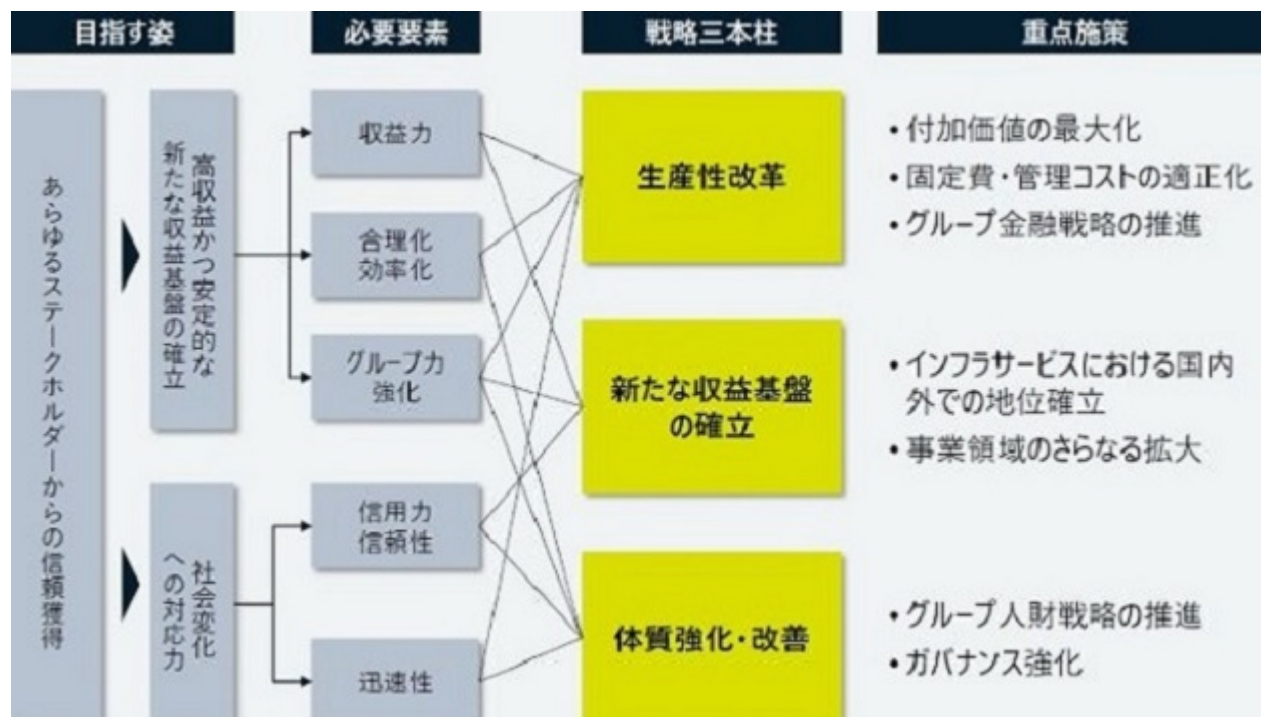 目指す姿
必要要素
戦略三本柱
重点施策
あらゆるステークホルダーからの信頼獲得
高収益かつ安定的な
新たな収益基盤の確立
社会変化
への対応力
収益力
合理化
効率化
グループ力
強化
信用力
信頼性
迅速性
生産性改革
新たな収益基盤
の確立
体質強化・改善
・付加価値の最大化
・固定費・管理コストの適正化
・グループ金融戦略の推進
・インフラサービスにおける国内
外での地位確立
・事業領域のさらなる拡大
・グループ人財戦略の推進
・ガバナンス強化